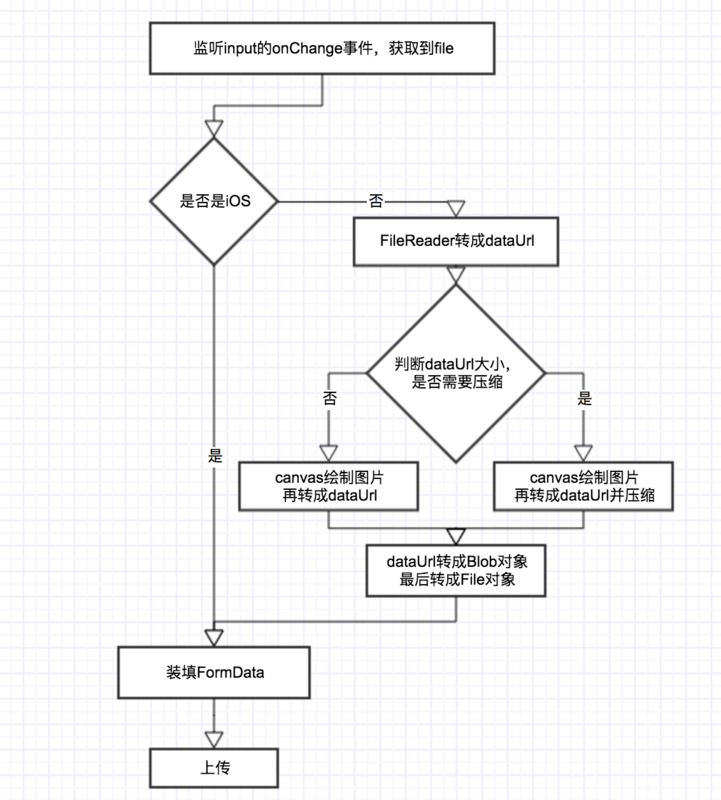 监听input的onChange事件，获取到file
是否是iOS
否
FileReader转成dataUrl
判断dataUrl大小，
是否需要压缩
否
是
是
canvas绘制图片
再转成dataUrl
canvas绘制图片
再转成dataUrl并压缩
dataUrl转成Blob对象
最后转成File对象
装填FormData
上传